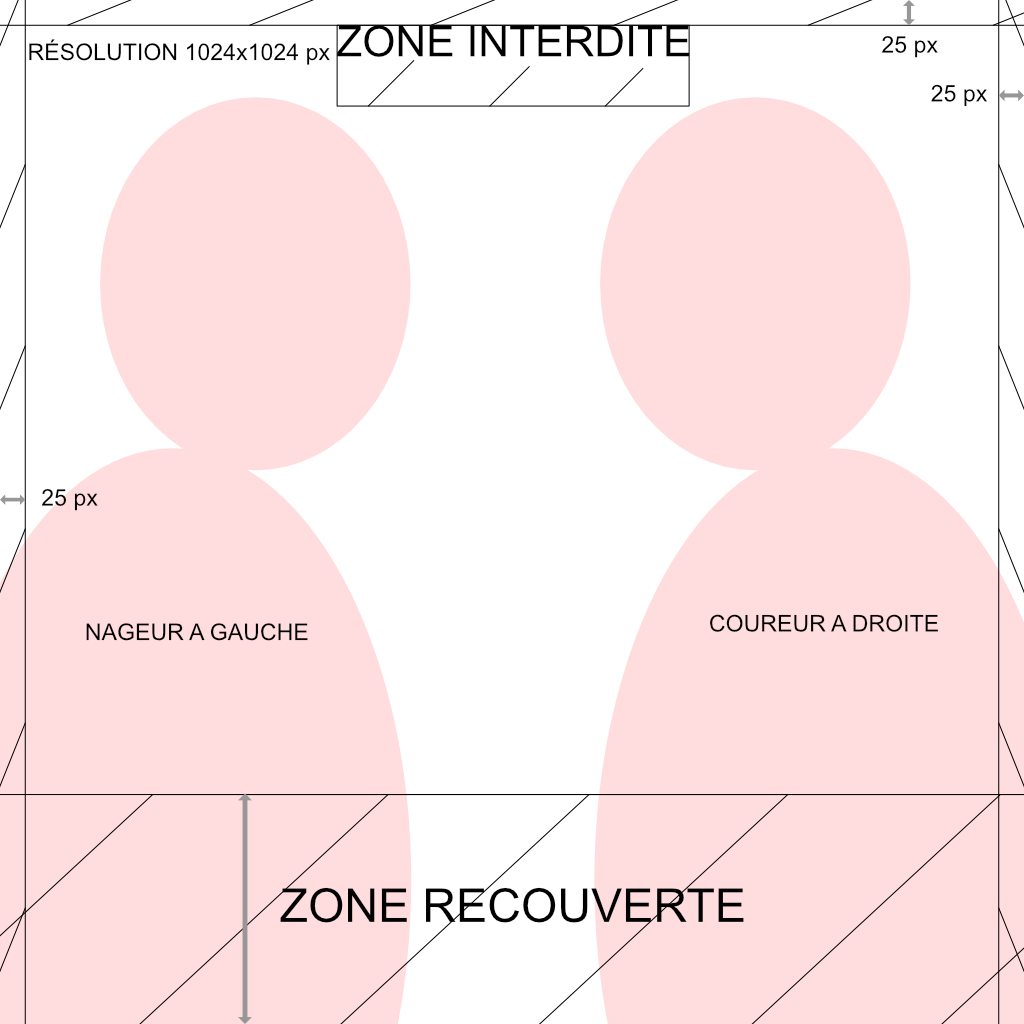 ZONE INTERDITE
RÉSOLUTION 1024x1024 px
25 px
25 px
25 px
NAGEUR A GAUCHE
COUREUR A DROITE
ZONE RECOUVERTE